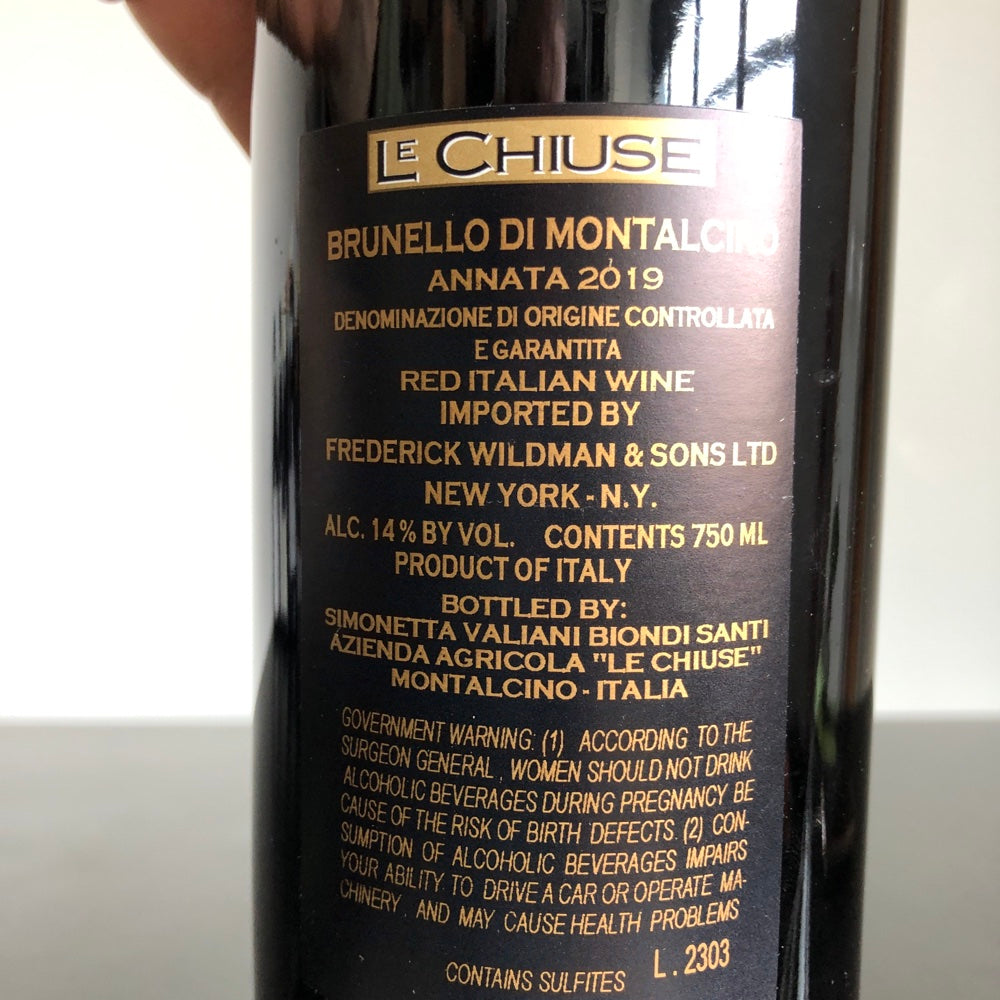 LE CHIUSE
BRUNELLO DI MONTALCINO
ANNATA 2019
DENOMINAZIONE DI ORIGINE CONTROLLATA
E GARANTITA
RED ITALIAN WINE
IMPORTED BY
FREDERICK WILDMAN & SONS LTD
NEW YORK - N.Y.
ALC. 14% BY VOL. CONTENTS 750 ML
PRODUCT OF ITALY
BOTTLED BY:
SIMONETTA VALIANI BIONDI SANTI
AZIENDA AGRICOLA "LE CHIUSE"
MONTALCINO - ITALIA
GOVERNMENT WARNING: (1) ACCORDING TO THE
SURGEON GENERAL, WOMEN SHOULD NOT DRINK
ALCOHOLIC BEVERAGES DURING PREGNANCY BE
CAUSE OF THE RISK OF BIRTH DEFECTS. (2) CON-
SUMPTION OF ALCOHOLIC BEVERAGES IMPAIRS
YOUR ABILITY TO DRIVE A CAR OR OPERATE MA-
CHINERY, AND MAY CAUSE HEALTH PROBLEMS
CONTAINS SULFITES L. 2303